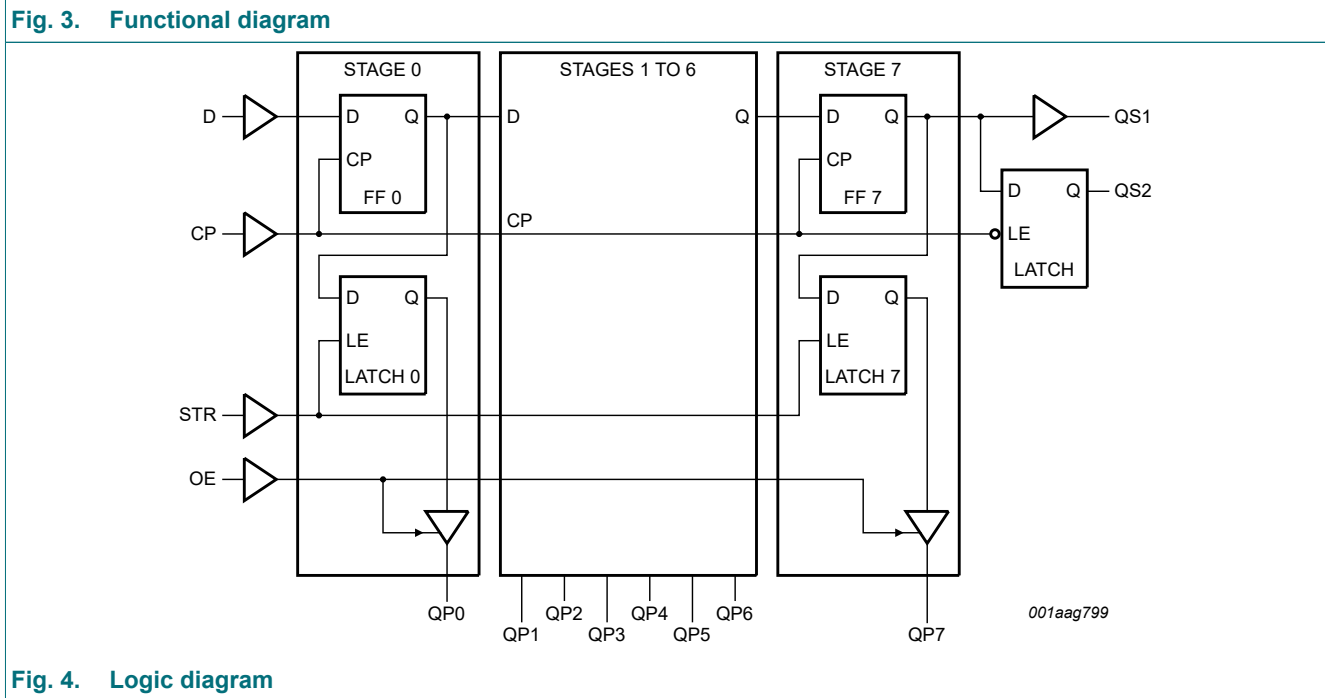 Fig. 3. Functional diagram
STAGE 0
STAGES 1 TO 6
STAGE 7
D
D Q
D Q
D Q
QS1
CP
CP
D Q
QS2
FF 0
FF 7
CP
CP
LE
LATCH
D Q
D Q
LE
LE
LATCH 0
LATCH 7
STR
OE
QP0
QP2
QP4
QP6
QP1
QP3
QP5
QP7
001aag799
Fig. 4. Logic diagram